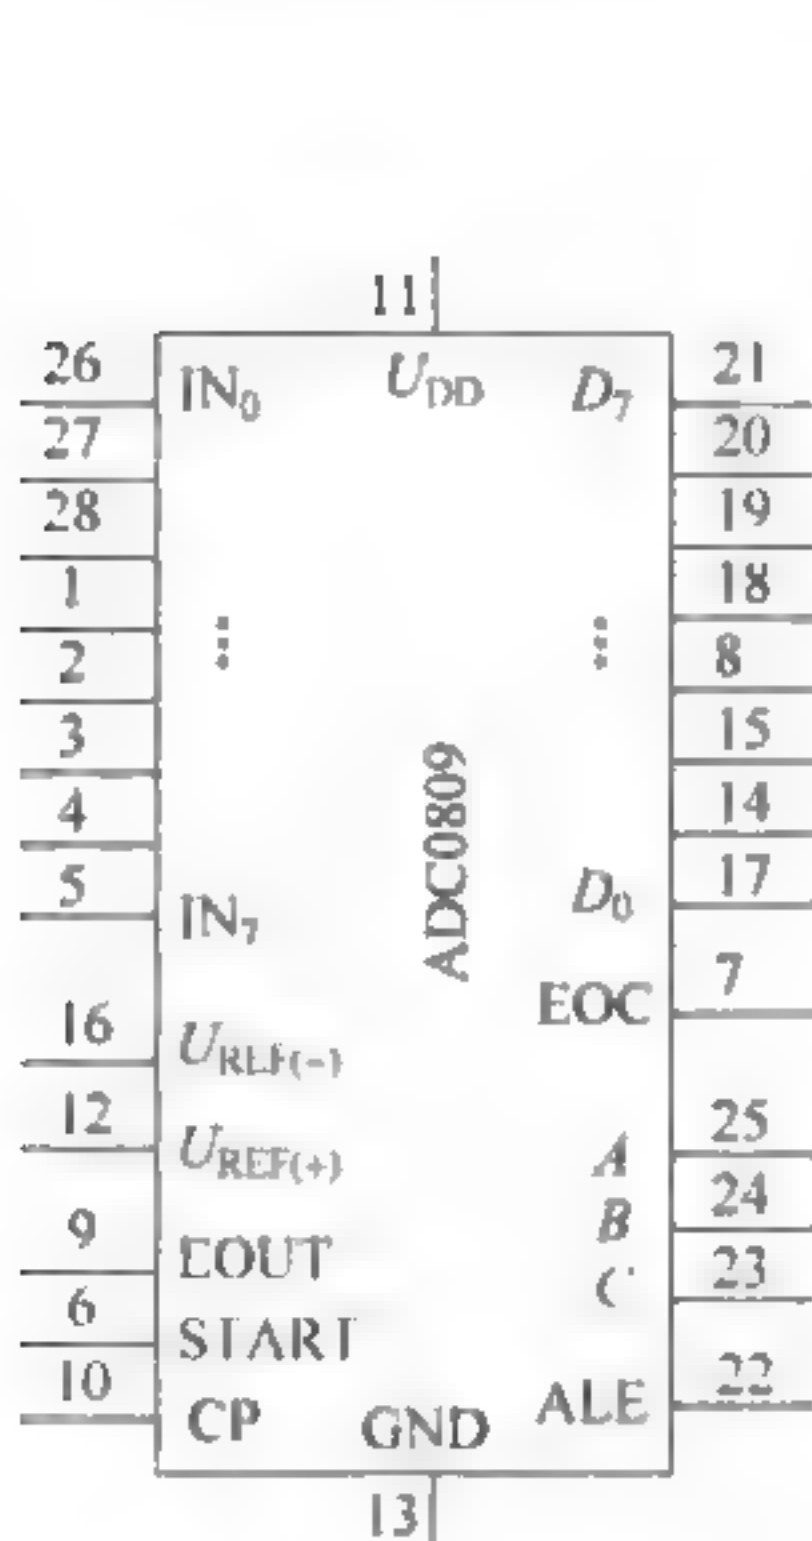 11
26 IN0 UDD D7 21
27 20
28 19
1 18
2 8
3 15
4 14
5 IN7 D0 17
ADC0809
EOC 7
16 UREF(-)
12 UREF(+) A 25
B 24
9 EOUT C 23
6 START
10 CP GND ALE 22
13